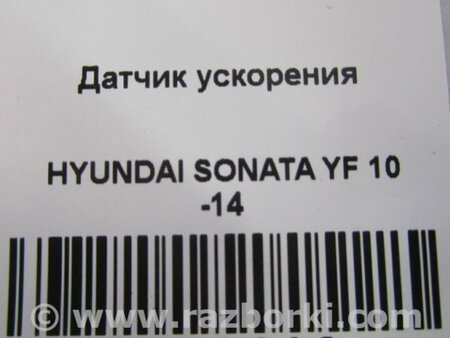 Датчик ускорения
HYUNDAI SONATA YF 10
-14
© www.razborki.com